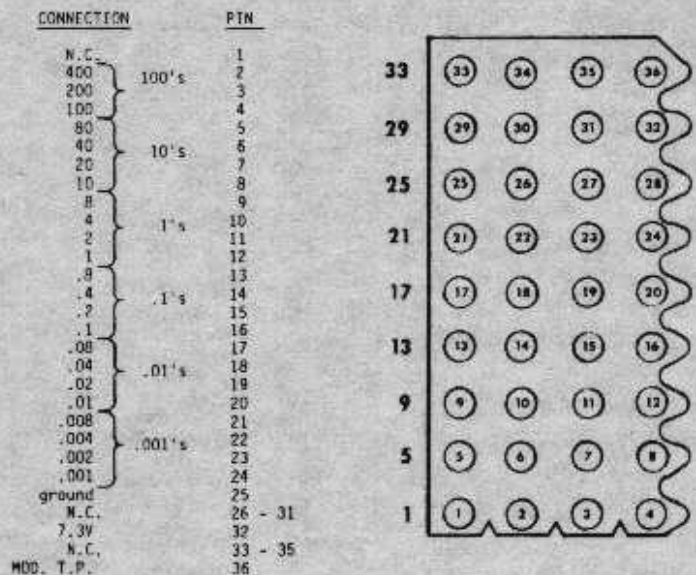 CONNECTION PIN
N.C. 1
400 2
200 100's 3
100 4
80 5
40 10's 6
20 7
10 8
8 9
4 1's 10
2 11
1 12
.8 13
.4 .1's 14
.2 15
.1 16
.08 17
.04 .01's 18
.02 19
.01 20
.008 21
.004 .001's 22
.002 23
.001 24
ground 25
N.C. 26 - 31
7.3V 32
N.C. 33 - 35
MOD. T.P. 36
33 33 34 35 36
29 29 30 31 32
25 25 26 27 28
21 21 22 23 24
17 17 18 19 20
13 13 14 15 16
9 9 10 11 12
5 5 6 7 8
1 1 2 3 4